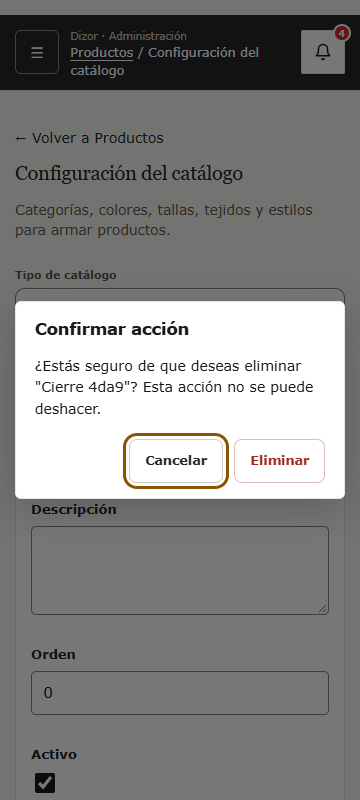 Dizor · Administración
Productos / Configuración del
catálogo
4
← Volver a Productos
Configuración del catálogo
Categorías, colores, tallas, tejidos y estilos
para armar productos.
Tipo de catálogo
Confirmar acción
¿Estás seguro de que deseas eliminar
"Cierre 4da9"? Esta acción no se puede
deshacer.
Cancelar
Eliminar
Descripción
Orden
0
Activo